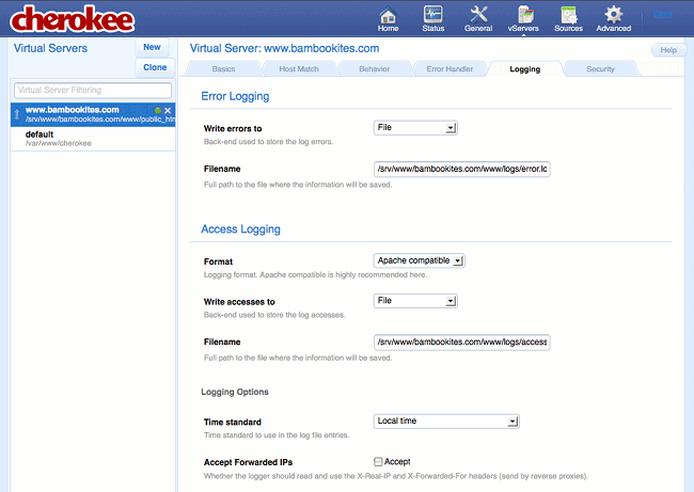 cherokee
Home
Status
General
vServers
Sources
Advanced
Virtual Servers
New
Clone
Virtual Server Filtering
www.bambookites.com
/srv/www/bambookites.com/www/public_htm
default
/var/www/cherokee
Virtual Server: www.bambookites.com
Help
Basics
Host Match
Behavior
Error Handler
Logging
Security
Error Logging
Write errors to
File
Back-end used to store the log errors.
Filename
/srv/www/bambookites.com/www/logs/error.lo
Full path to the file where the information will be saved.
Access Logging
Format
Apache compatible
Logging format. Apache compatible is highly recommended here.
Write accesses to
File
Back-end used to store the log accesses.
Filename
/srv/www/bambookites.com/www/logs/access
Full path to the file where the information will be saved.
Logging Options
Time standard
Local time
Time standard to use in the log file entries.
Accept Forwarded IPs
Accept
Whether the logger should read and use the X-Real-IP and X-Forwarded-For headers (send by reverse proxies).